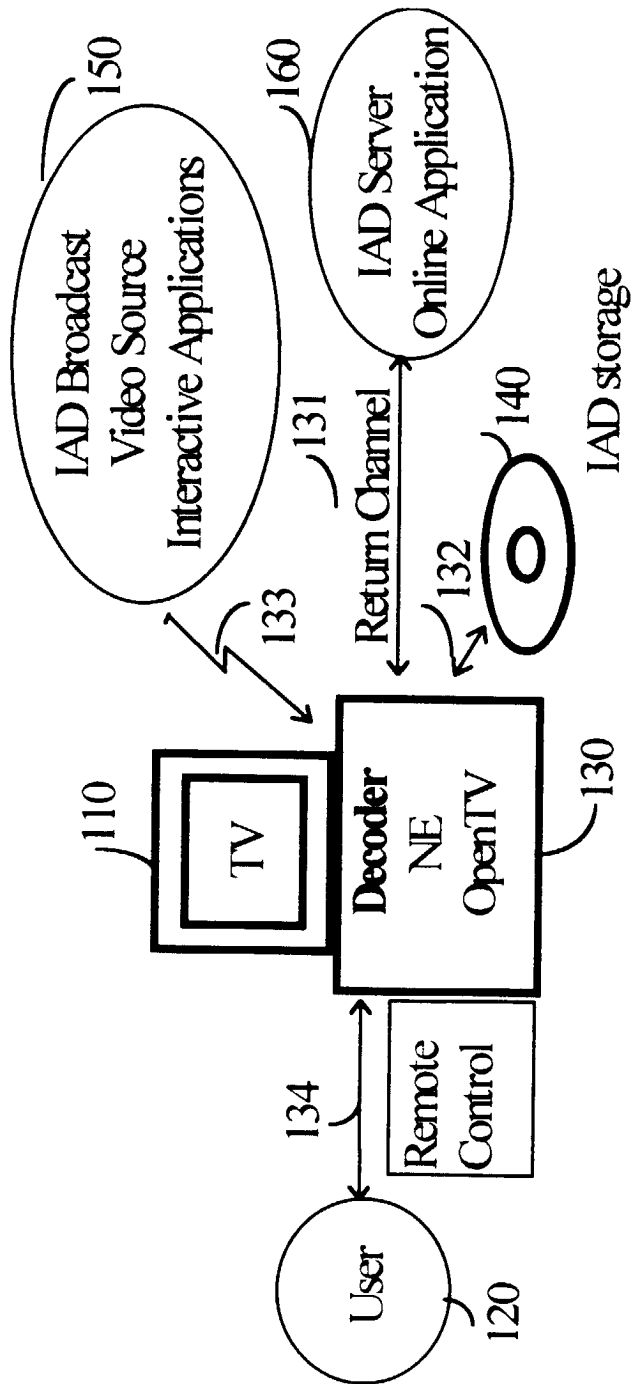 150
IAD Broadcast
Video Source
Interactive Applications
160
IAD Server
Online Application
131
Return Channel
132
140
IAD storage
133
110
TV
Decoder
NE
OpenTV
130
134
Remote
Control
User
120